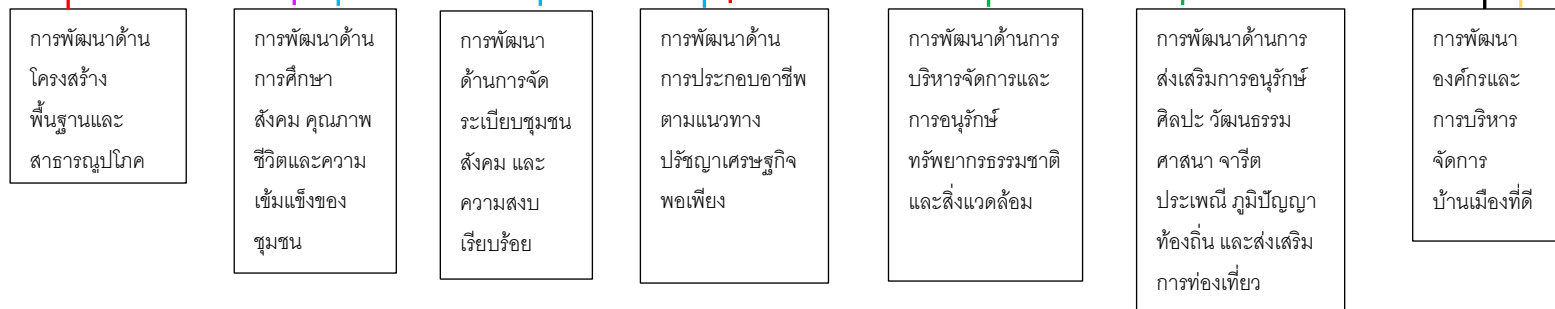 การพัฒนาด้าน
โครงสร้าง
พื้นฐานและ
สาธารณูปโภค
การพัฒนาด้าน
การศึกษา
สังคม คุณภาพ
ชีวิตและความ
เข้มแข็งของ
ชุมชน
การพัฒนา
ด้านการจัด
ระเบียบชุมชน
สังคม และ
ความสงบ
เรียบร้อย
การพัฒนาด้าน
การประกอบอาชีพ
ตามแนวทาง
ปรัชญาเศรษฐกิจ
พอเพียง
การพัฒนาด้านการ
บริหารจัดการและ
การอนุรักษ์
ทรัพยากรธรรมชาติ
และสิ่งแวดล้อม
การพัฒนาด้านการ
ส่งเสริมการอนุรักษ์
ศิลปะ วัฒนธรรม
ศาสนา จารีต
ประเพณี ภูมิปัญญา
ท้องถิ่น และส่งเสริม
การท่องเที่ยว
การพัฒนา
องค์กรและ
การบริหาร
จัดการ
บ้านเมืองที่ดี